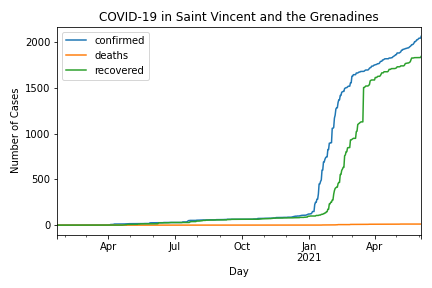 COVID-19 in Saint Vincent and the Grenadines
confirmed
deaths
recovered
Number of Cases
2000
1500
1000
500
0
Apr
Jul
Oct
Jan
2021
Apr
Day